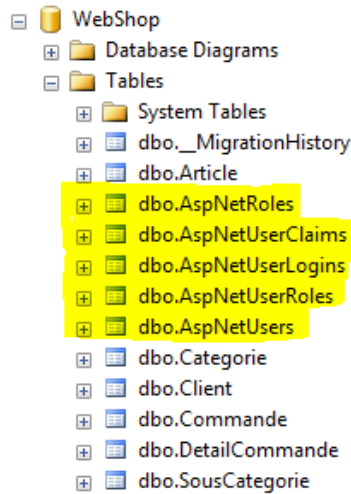 WebShop
Database Diagrams
Tables
System Tables
dbo.__MigrationHistory
dbo.Article
dbo.AspNetRoles
dbo.AspNetUserClaims
dbo.AspNetUserLogins
dbo.AspNetUserRoles
dbo.AspNetUsers
dbo.Categorie
dbo.Client
dbo.Commande
dbo.DetailCommande
dbo.SousCategorie